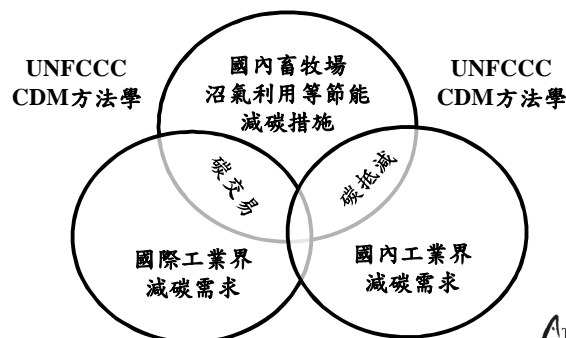 國內畜牧場
沼氣利用等節能
減碳措施
UNFCCC
CDM方法學
UNFCCC
CDM方法學
碳交易
碳抵減
國際工業界
減碳需求
國內工業界
減碳需求